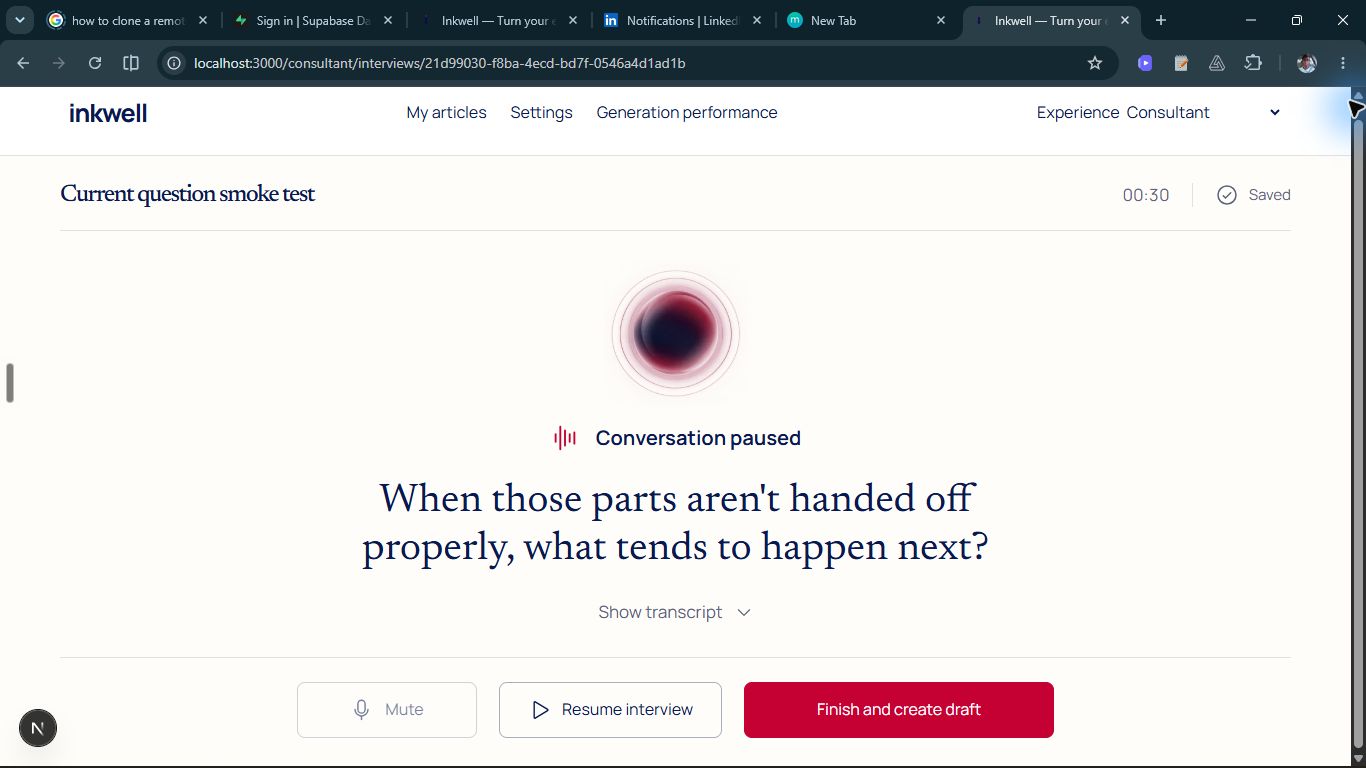 how to clone a remot
Sign in | Supabase Da
Inkwell — Turn your e
Notifications | Linked
New Tab
Inkwell — Turn your e
localhost:3000/consultant/interviews/21d99030-f8ba-4ecd-bd7f-0546a4d1ad1b
inkwell
My articles
Settings
Generation performance
Experience Consultant
Current question smoke test
00:30
Saved
Conversation paused
When those parts aren't handed off
properly, what tends to happen next?
Show transcript
Mute
Resume interview
Finish and create draft
N